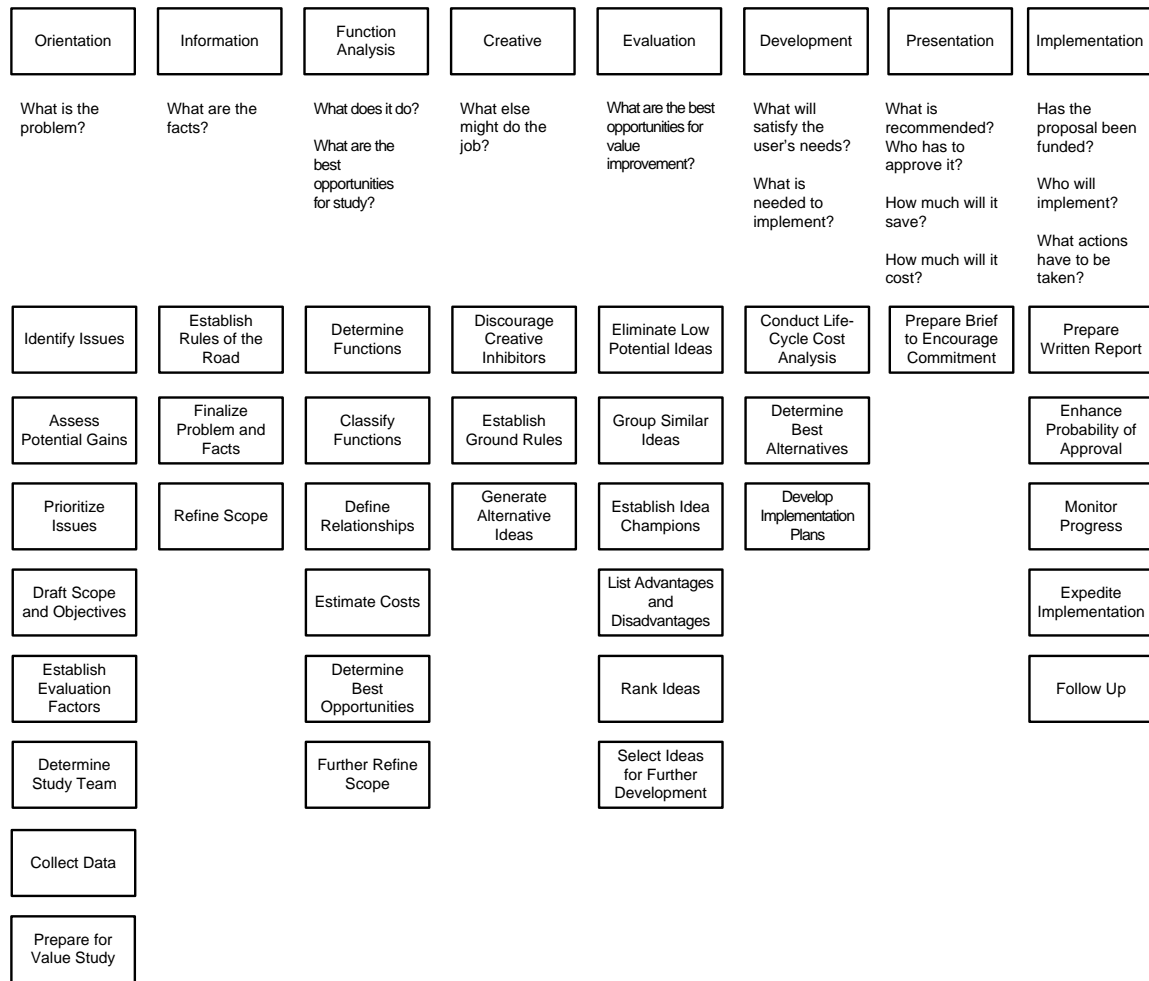 Orientation
Information
Function
Analysis
Creative
Evaluation
Development
Presentation
Implementation
What is the
problem?
What are the
facts?
What does it do?
What are the
best
opportunities
for study?
What else
might do the
job?
What are the best
opportunities for
value
improvement?
What will
satisfy the
user’s needs?
What is
needed to
implement?
What is
recommended?
Who has to
approve it?
How much will it
save?
How much will it
cost?
Has the
proposal been
funded?
Who will
implement?
What actions
have to be
taken?
Identify Issues
Establish
Rules of the
Road
Determine
Functions
Discourage
Creative
Inhibitors
Eliminate Low
Potential Ideas
Conduct Life-
Cycle Cost
Analysis
Prepare Brief
to Encourage
Commitment
Prepare
Written Report
Assess
Potential Gains
Finalize
Problem and
Facts
Classify
Functions
Establish
Ground Rules
Group Similar
Ideas
Determine
Best
Alternatives
Enhance
Probability of
Approval
Prioritize
Issues
Refine Scope
Define
Relationships
Generate
Alternative
Ideas
Establish Idea
Champions
Develop
Implementation
Plans
Monitor
Progress
Draft Scope
and Objectives
Estimate Costs
List Advantages
and
Disadvantages
Expedite
Implementation
Establish
Evaluation
Factors
Determine
Best
Opportunities
Rank Ideas
Follow Up
Determine
Study Team
Further Refine
Scope
Select Ideas
for Further
Development
Collect Data
Prepare for
Value Study